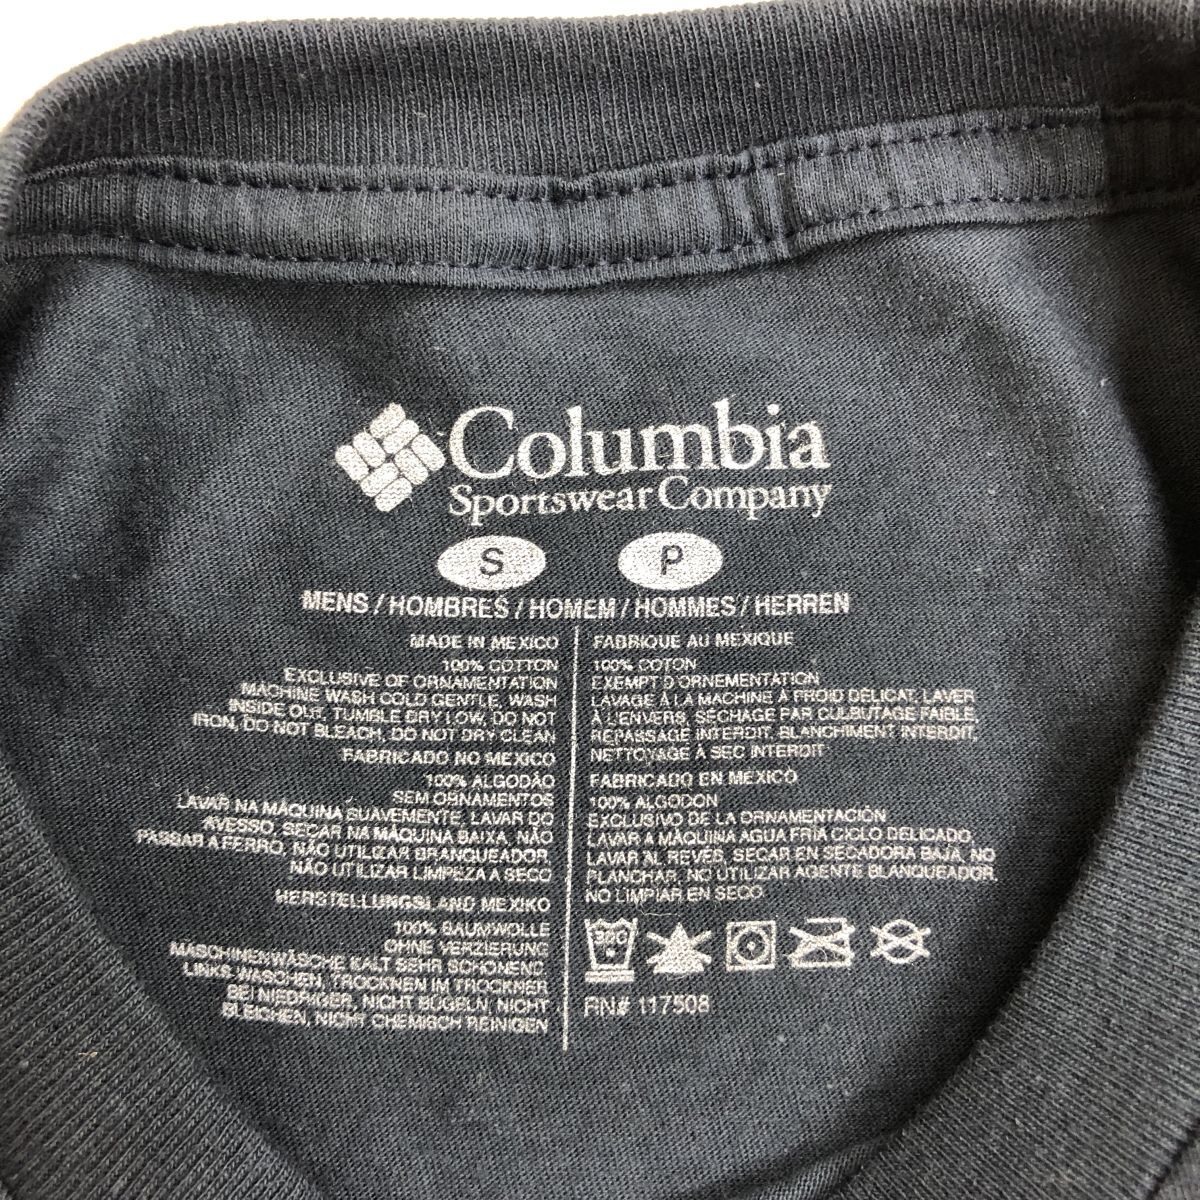 Columbia
Sportswear Company
S P
MENS / HOMBRES / HOMEM / HOMMES / HERREN
MADE IN MEXICO
100% COTTON
EXCLUSIVE OF ORNAMENTATION
MACHINE WASH COLD GENTLE, WASH
INSIDE OUT, TUMBLE DRY LOW, DO NOT
IRON, DO NOT BLEACH, DO NOT DRY CLEAN
FABRICADO NO MEXICO
100% ALGODÃO
SEM ORNAMENTOS
LAVAR NA MÁQUINA SUAVEMENTE, LAVAR DO
AVESSO, SECAR NA MÁQUINA BAIXA, NÃO
PASSAR A FERRO, NÃO UTILIZAR BRANQUEADOR,
NÃO UTILIZAR LIMPEZA A SECO
HERSTELLUNGSLAND MEXIKO
100% BAUMWOLLE
OHNE VERZIERUNG
MASCHINENWÄSCHE KALT SEHR SCHONEND,
LINKS WASCHEN, TROCKNEN IM TROCKNER
BEI NIEDRIGER, NICHT BÜGELN, NICHT
BLEICHEN, NICHT CHEMISCH REINIGEN
FABRIQUE AU MEXIQUE
100% COTON
EXEMPT D'ORNEMENTATION
LAVAGE À LA MACHINE À FROID DÉLICAT, LAVER
À L'ENVERS, SÉCHAGE PAR CULBUTAGE FAIBLE,
REPASSAGE INTERDIT, BLANCHIMENT INTERDIT,
NETTOYAGE À SEC INTERDIT
FABRICADO EN MEXICO
100% ALGODON
EXCLUSIVO DE LA ORNAMENTACIÓN
LAVAR A MÁQUINA AGUA FRÍA CICLO DELICADO,
LAVAR AL REVÉS, SECAR EN SECADORA BAJA, NO
PLANCHAR, NO UTILIZAR AGENTE BLANQUEADOR,
NO LIMPIAR EN SECO
30C
RN# 117508